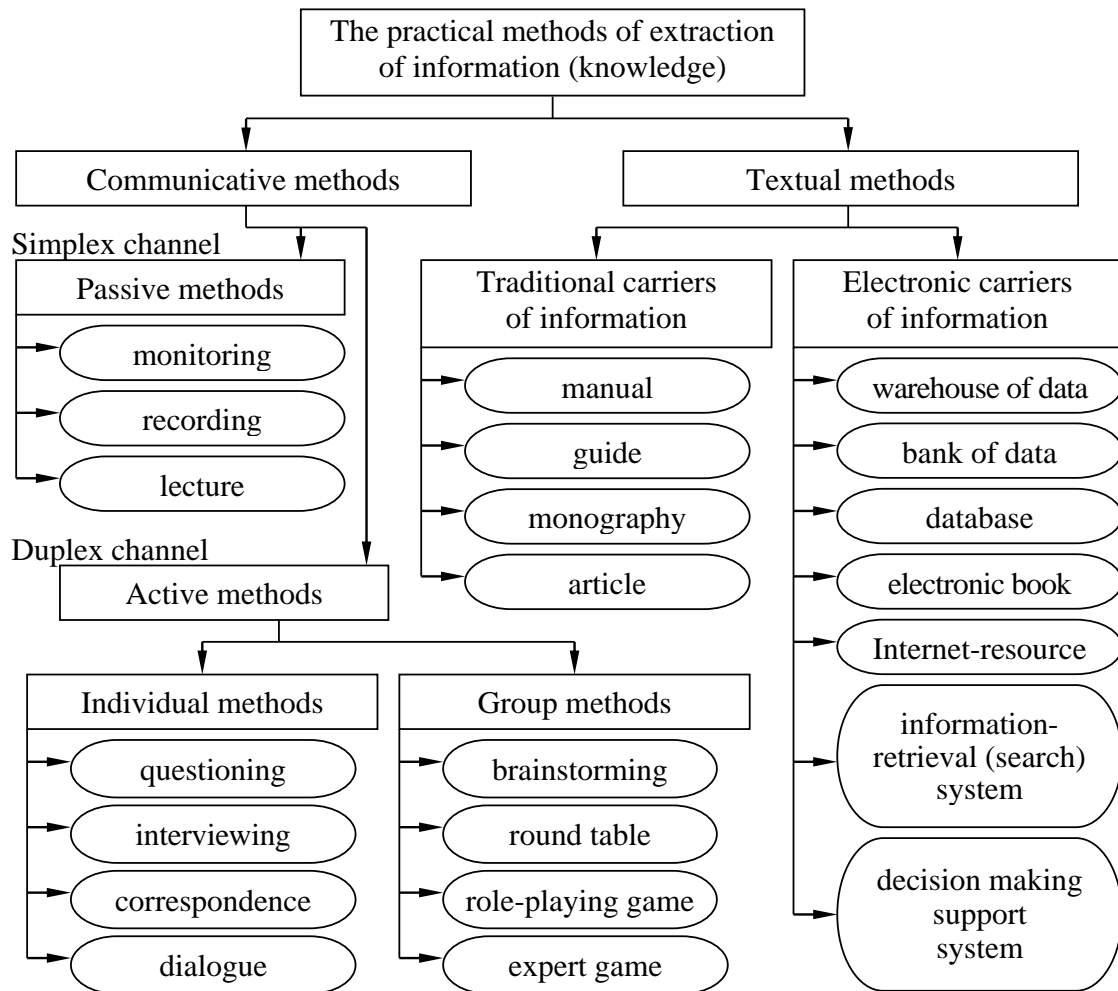 The practical methods of extraction
of information (knowledge)
Communicative methods
Textual methods
Simplex channel
Passive methods
monitoring
recording
lecture
Duplex channel
Active methods
Individual methods
questioning
interviewing
correspondence
dialogue
Group methods
brainstorming
round table
role-playing game
expert game
Traditional carriers
of information
manual
guide
monography
article
Electronic carriers
of information
warehouse of data
bank of data
database
electronic book
Internet-resource
information-
retrieval (search)
system
decision making
support
system